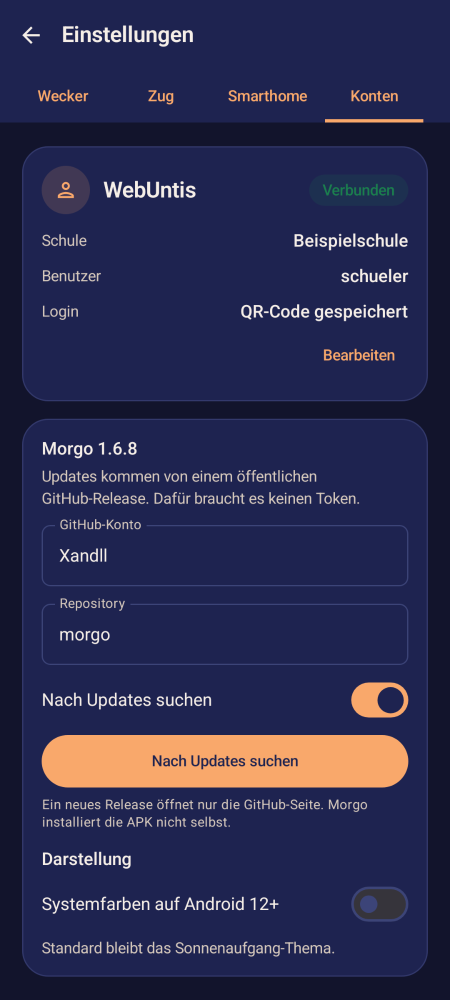 Einstellungen
Wecker Zug Smarthome Konten
WebUntis Verbunden
Schule Beispielschule
Benutzer schueler
Login QR-Code gespeichert
Bearbeiten
Morgo 1.6.8
Updates kommen von einem öffentlichen
GitHub-Release. Dafür braucht es keinen Token.
GitHub-Konto
Xandll
Repository
morgo
Nach Updates suchen
Nach Updates suchen
Ein neues Release öffnet nur die GitHub-Seite. Morgo
installiert die APK nicht selbst.
Darstellung
Systemfarben auf Android 12+
Standard bleibt das Sonnenaufgang-Thema.